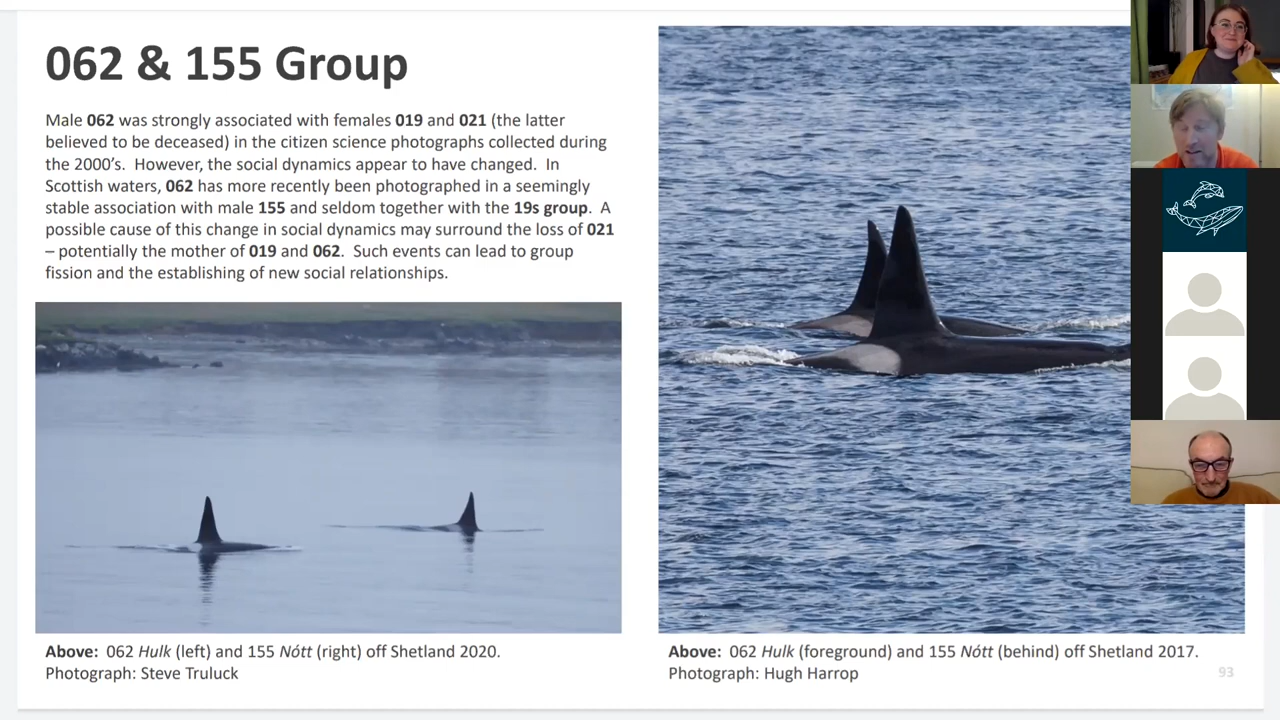 062 & 155 Group
Male 062 was strongly associated with females 019 and 021 (the latter
believed to be deceased) in the citizen science photographs collected during
the 2000's.  However, the social dynamics appear to have changed.  In
Scottish waters, 062 has more recently been photographed in a seemingly
stable association with male 155 and seldom together with the 19s group.  A
possible cause of this change in social dynamics may surround the loss of 021
– potentially the mother of 019 and 062.  Such events can lead to group
fission and the establishing of new social relationships.
Above:  062 Hulk (left) and 155 Nótt (right) off Shetland 2020.
Photograph: Steve Truluck
Above:  062 Hulk (foreground) and 155 Nótt (behind) off Shetland 2017.
Photograph: Hugh Harrop
93